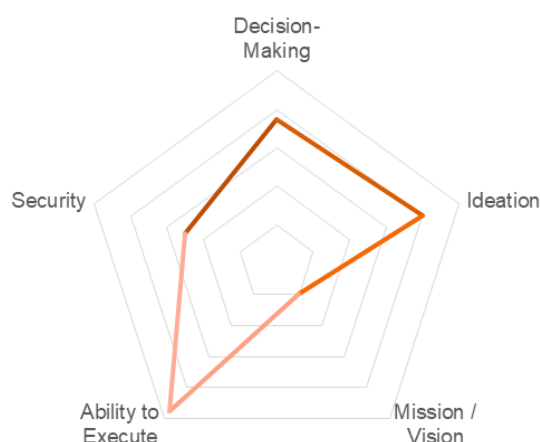 Decision-
Making
Ideation
Security
Ability to
Execute
Mission /
Vision